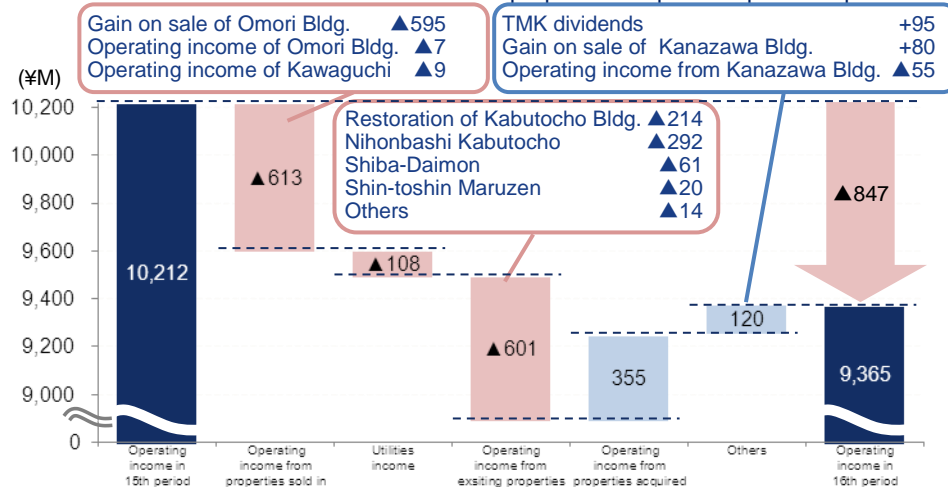 Gain on sale of Omori Bldg. ▲595
Operating income of Omori Bldg. ▲7
Operating income of Kawaguchi ▲9
TMK dividends +95
Gain on sale of Kanazawa Bldg. +80
Operating income from Kanazawa Bldg. ▲55
(¥M)
Restoration of Kabutocho Bldg. ▲214
Nihonbashi Kabutocho ▲292
Shiba-Daimon ▲61
Shin-toshin Maruzen ▲20
Others ▲14
10,200
10,000
9,800
9,600
9,400
9,200
9,000
0
10,212
▲613
▲108
▲601
355
120
▲847
9,365
Operating
income in
15th period
Operating
income from
properties sold in
Utilities
income
Operating
income from
exsiting properties
Operating
income from
properties acquired
Others
Operating
income in
16th period